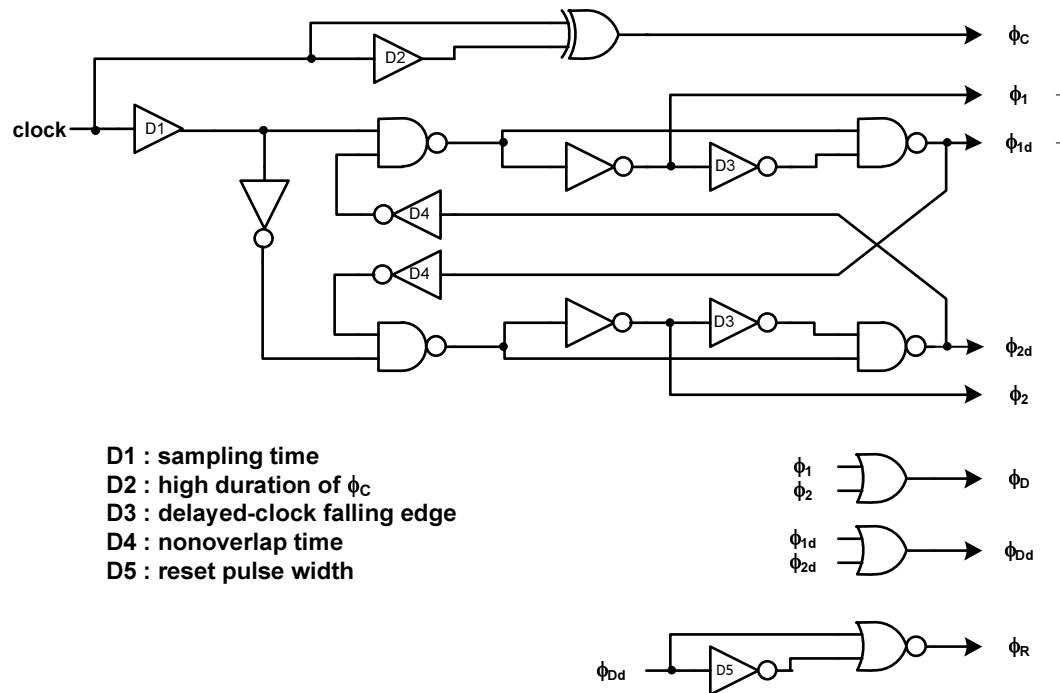 D2
ϕC
ϕ1
clock
D1
D3
ϕ1d
D4
D4
D3
ϕ2d
ϕ2
D1 : sampling time
D2 : high duration of ϕC
D3 : delayed-clock falling edge
D4 : nonoverlap time
D5 : reset pulse width
ϕ1
ϕ2
ϕD
ϕ1d
ϕ2d
ϕDd
ϕDd
D5
ϕR